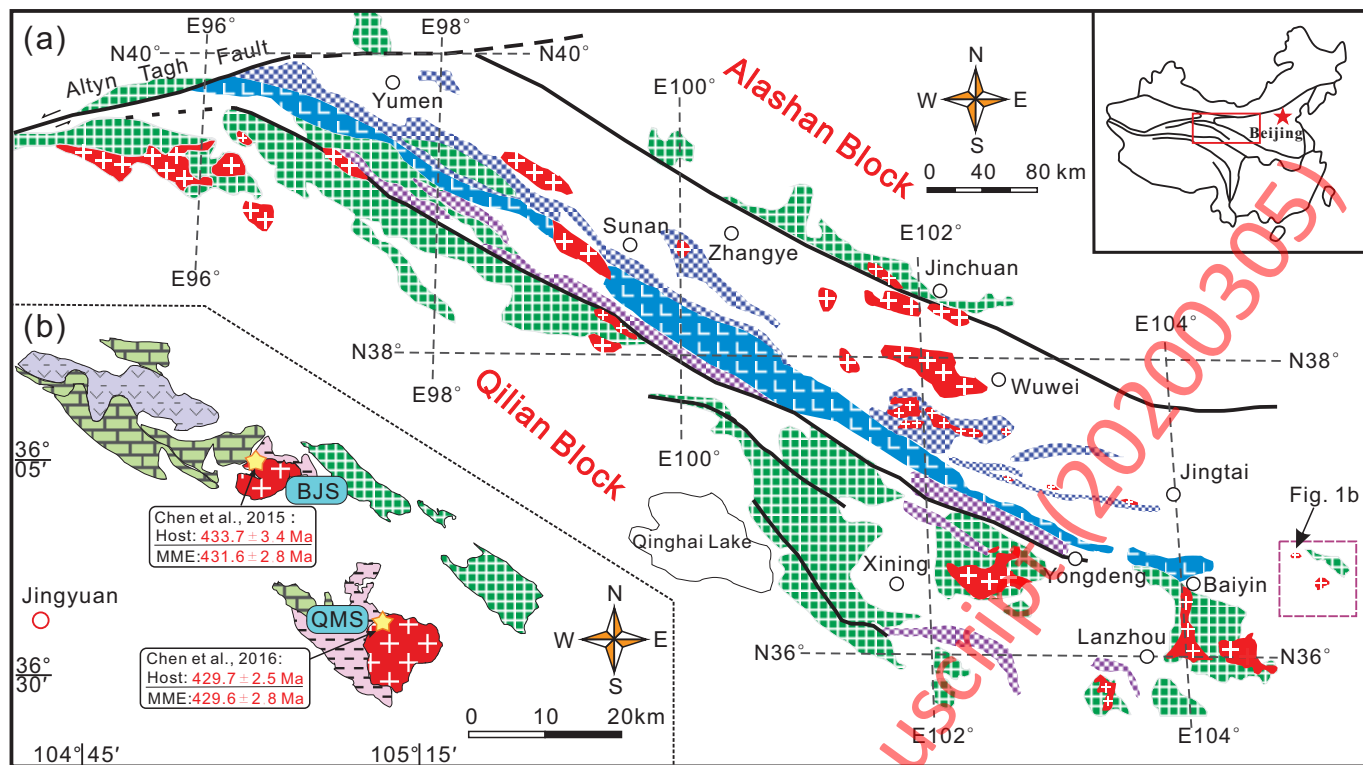 (a)
E96°
E98°
N40°
N40°
Altyn Tagh Fault
Yumen
E100°
Alashan Block
N
W E
S
0 40 80 km
Beijing
Sunan
Zhangye
E102°
Jinchuan
E96°
(b)
E104°
N38°
N38°
E98°
Wuwei
Qilian Block
E100°
Jingtai
Fig. 1b
36°
05′
BJS
Chen et al., 2015 :
Host: 433.7 ± 3.4 Ma
MME: 431.6 ± 2.8 Ma
Qinghai Lake
Xining
Yongdeng
Baiyin
Jingyuan
QMS
N
W E
S
Lanzhou
N36°
N36°
36°
30′
Chen et al., 2016:
Host: 429.7 ± 2.5 Ma
MME: 429.6 ± 2.8 Ma
0 10 20km
E102°
E104°
104°45′
105°15′
uscript (20200305)